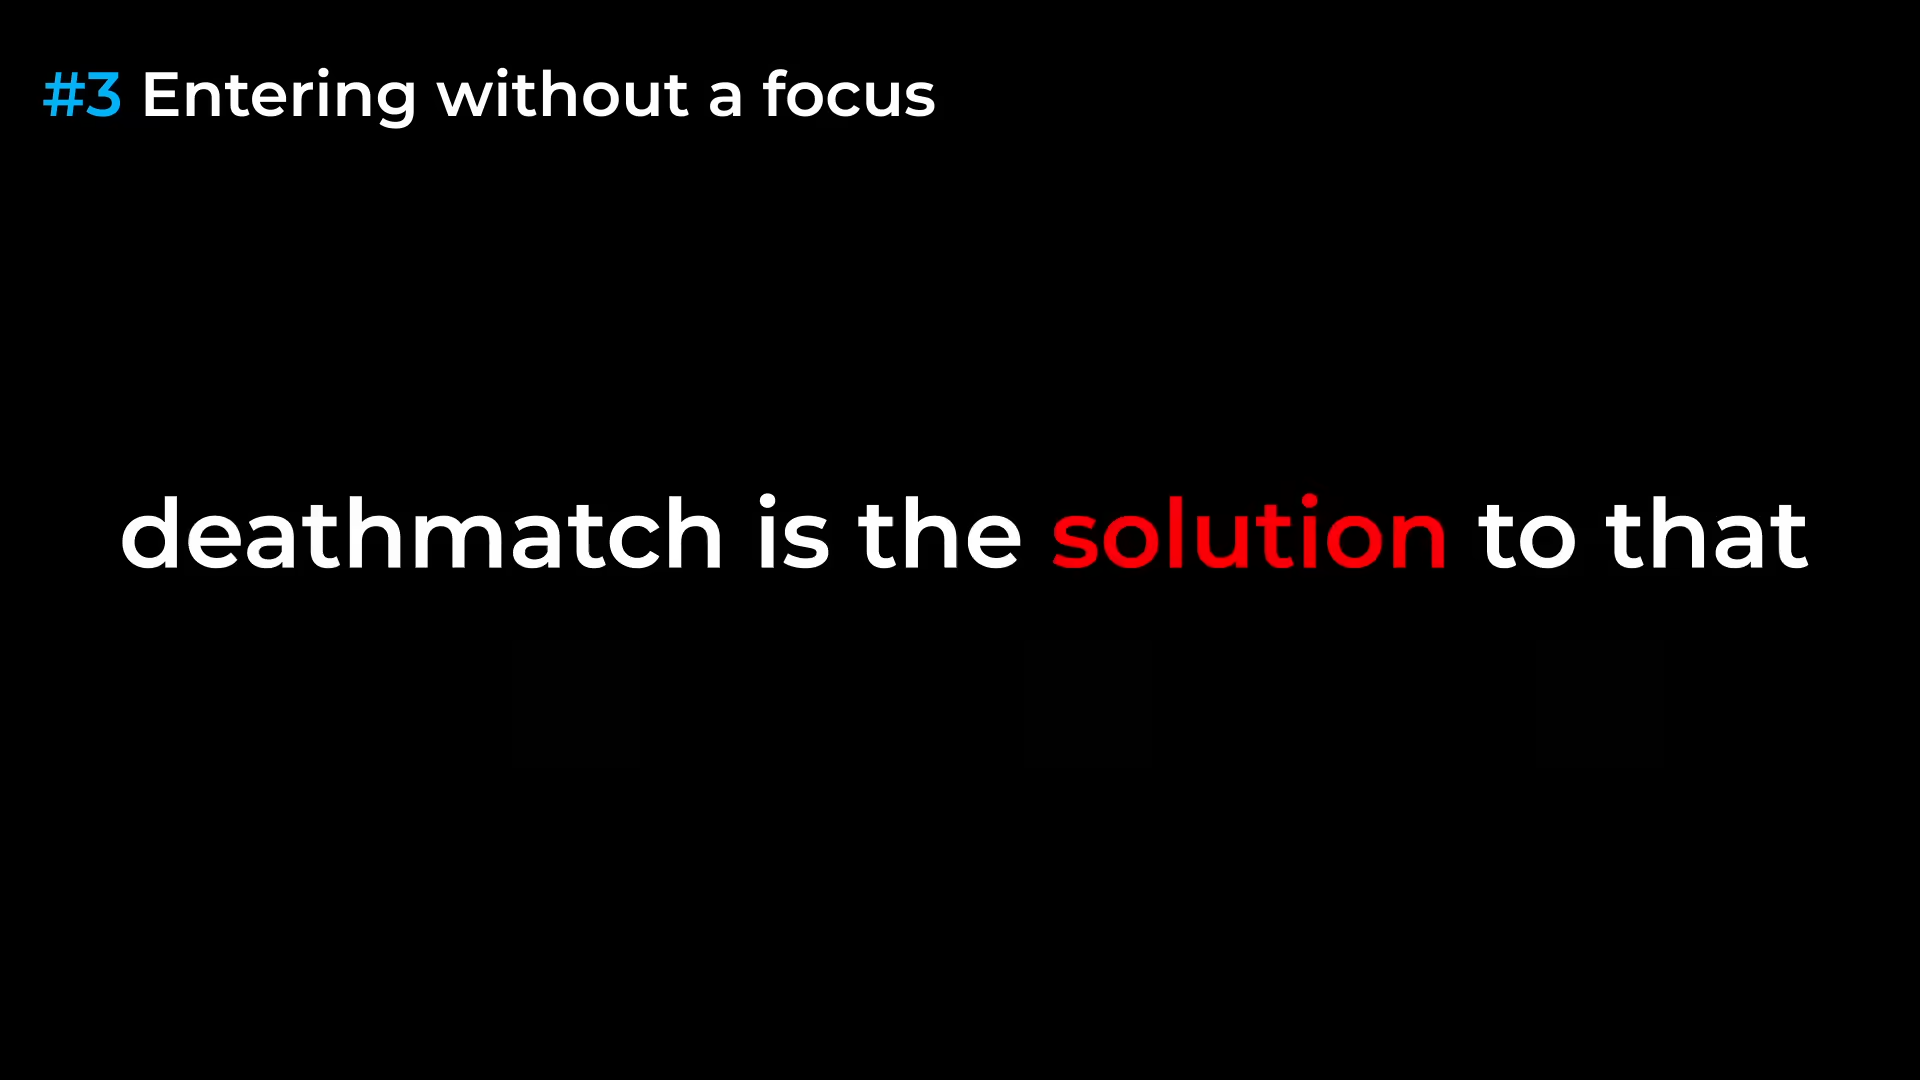 #3 Entering without a focus
deathmatch is the solution to that